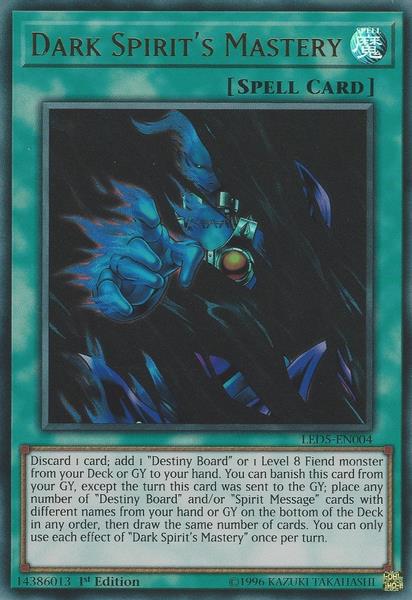 DARK SPIRIT'S MASTERY
SPELL
魔
[SPELL CARD]
LED5-EN004
Discard 1 card; add 1 "Destiny Board" or 1 Level 8 Fiend monster
from your Deck or GY to your hand. You can banish this card from
your GY, except the turn this card was sent to the GY; place any
number of "Destiny Board" and/or "Spirit Message" cards with
different names from your hand or GY on the bottom of the Deck
in any order, then draw the same number of cards. You can only
use each effect of "Dark Spirit's Mastery" once per turn.
14386013 1st Edition ©1996 KAZUKI TAKAHASHI